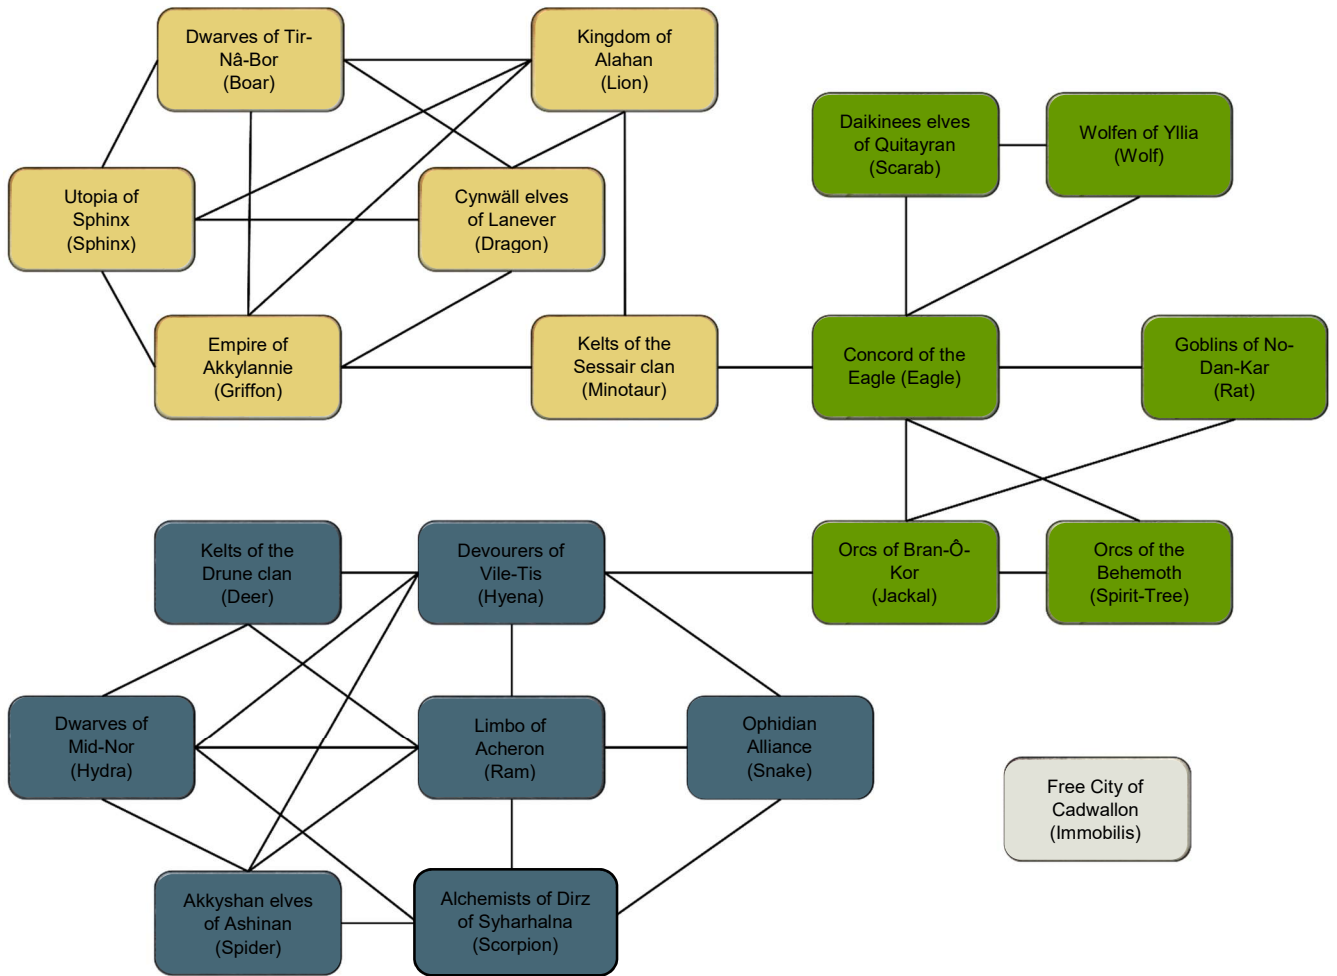 Dwarves of Tir-
Nâ-Bor
(Boar)
Kingdom of
Alahan
(Lion)
Daikinees elves
of Quitayran
(Scarab)
Wolfen of Yllia
(Wolf)
Utopia of
Sphinx
(Sphinx)
Cynwäll elves
of Lanever
(Dragon)
Empire of
Akkylannie
(Griffon)
Kelts of the
Sessair clan
(Minotaur)
Concord of the
Eagle (Eagle)
Goblins of No-
Dan-Kar
(Rat)
Kelts of the
Drune clan
(Deer)
Devourers of
Vile-Tis
(Hyena)
Orcs of Bran-Ô-
Kor
(Jackal)
Orcs of the
Behemoth
(Spirit-Tree)
Dwarves of
Mid-Nor
(Hydra)
Limbo of
Acheron
(Ram)
Ophidian
Alliance
(Snake)
Free City of
Cadwallon
(Immobilis)
Akkyshan elves
of Ashinan
(Spider)
Alchemists of Dirz
of Syharhalna
(Scorpion)